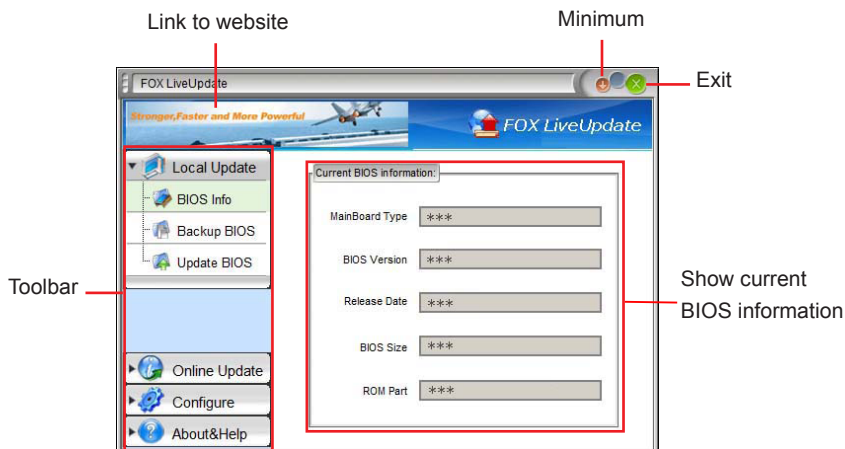 Link to website
Minimum
FOX LiveUpdate
Exit
Stronger,Faster and More Powerful
FOX LiveUpdate
Local Update
Current BIOS information:
BIOS Info
MainBoard Type ***
Backup BIOS
BIOS Version ***
Update BIOS
Toolbar
Release Date ***
Show current
BIOS information
BIOS Size ***
Online Update
ROM Part ***
Configure
About&Help